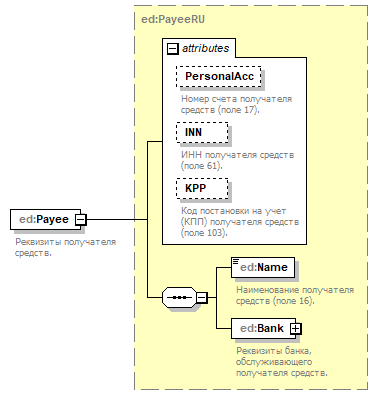 ed:PayeeRU
attributes
PersonalAcc
Номер счета получателя
средств (поле 17).
INN
ИНН получателя средств
(поле 61).
KPP
Код постановки на учет
(КПП) получателя средств
(поле 103).
ed:Payee
Реквизиты получателя
средств.
ed:Name
Наименование получателя
средств (поле 16).
ed:Bank
Реквизиты банка,
обслуживающего
получателя средств.